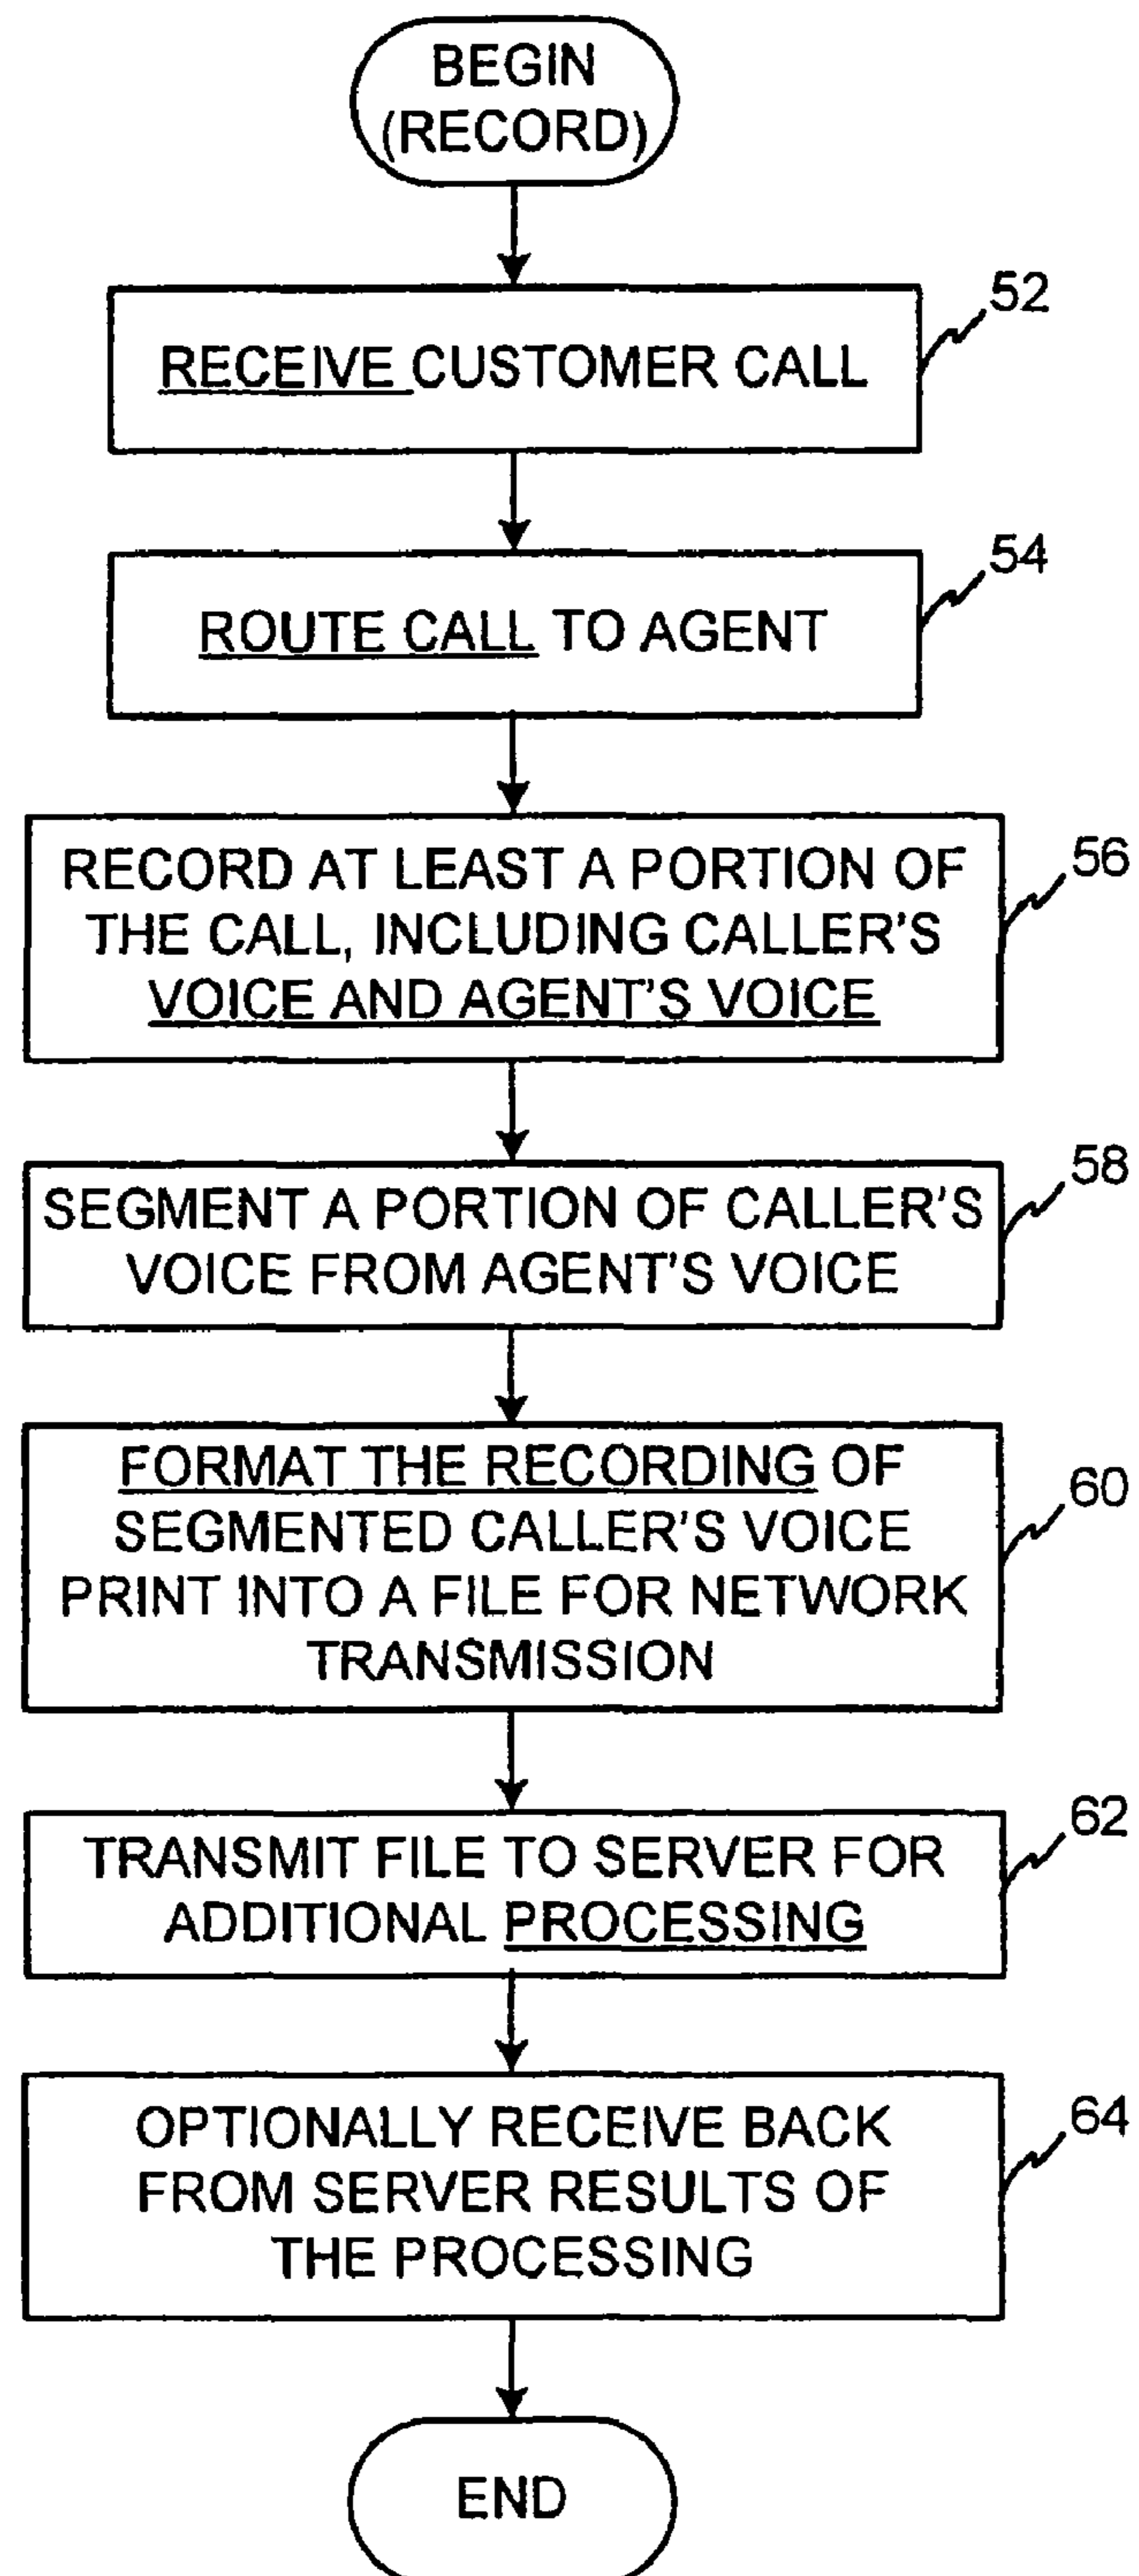 BEGIN
(RECORD)
52
RECEIVE CUSTOMER CALL
54
ROUTE CALL TO AGENT
56
RECORD AT LEAST A PORTION OF
THE CALL, INCLUDING CALLER'S
VOICE AND AGENT'S VOICE
58
SEGMENT A PORTION OF CALLER'S
VOICE FROM AGENT'S VOICE
60
FORMAT THE RECORDING OF
SEGMENTED CALLER'S VOICE
PRINT INTO A FILE FOR NETWORK
TRANSMISSION
62
TRANSMIT FILE TO SERVER FOR
ADDITIONAL PROCESSING
64
OPTIONALLY RECEIVE BACK
FROM SERVER RESULTS OF
THE PROCESSING
END